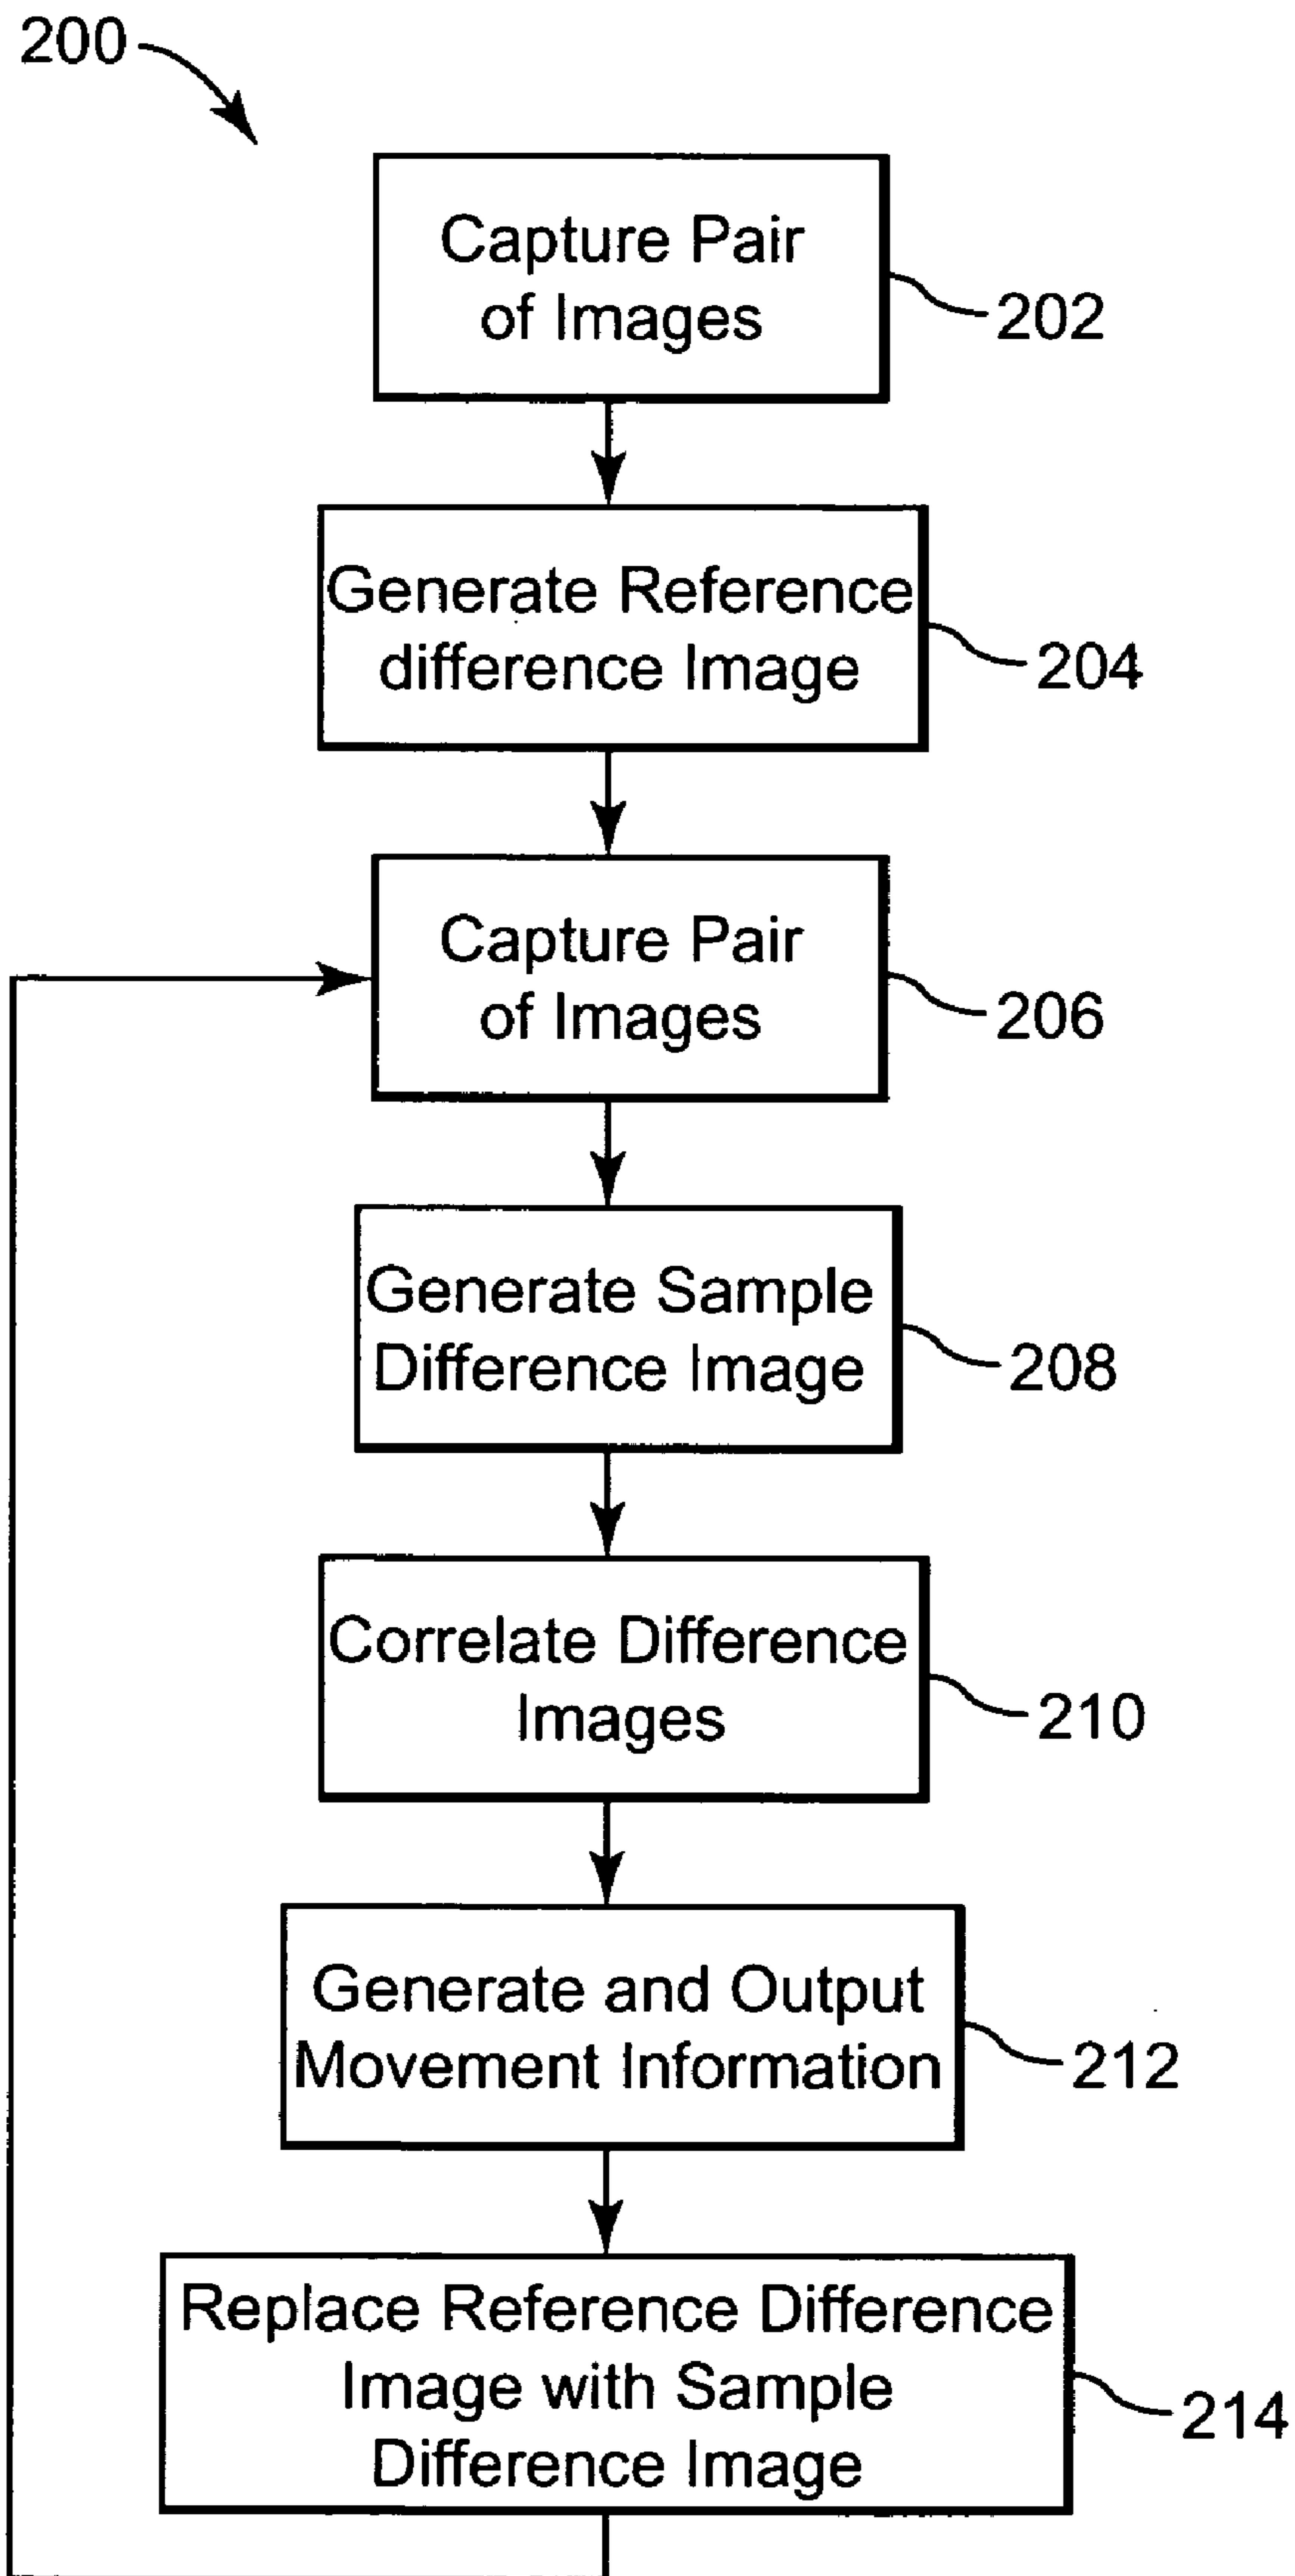 200
Capture Pair
of Images
202
Generate Reference
difference Image
204
Capture Pair
of Images
206
Generate Sample
Difference Image
208
Correlate Difference
Images
210
Generate and Output
Movement Information
212
Replace Reference Difference
Image with Sample
Difference Image
214